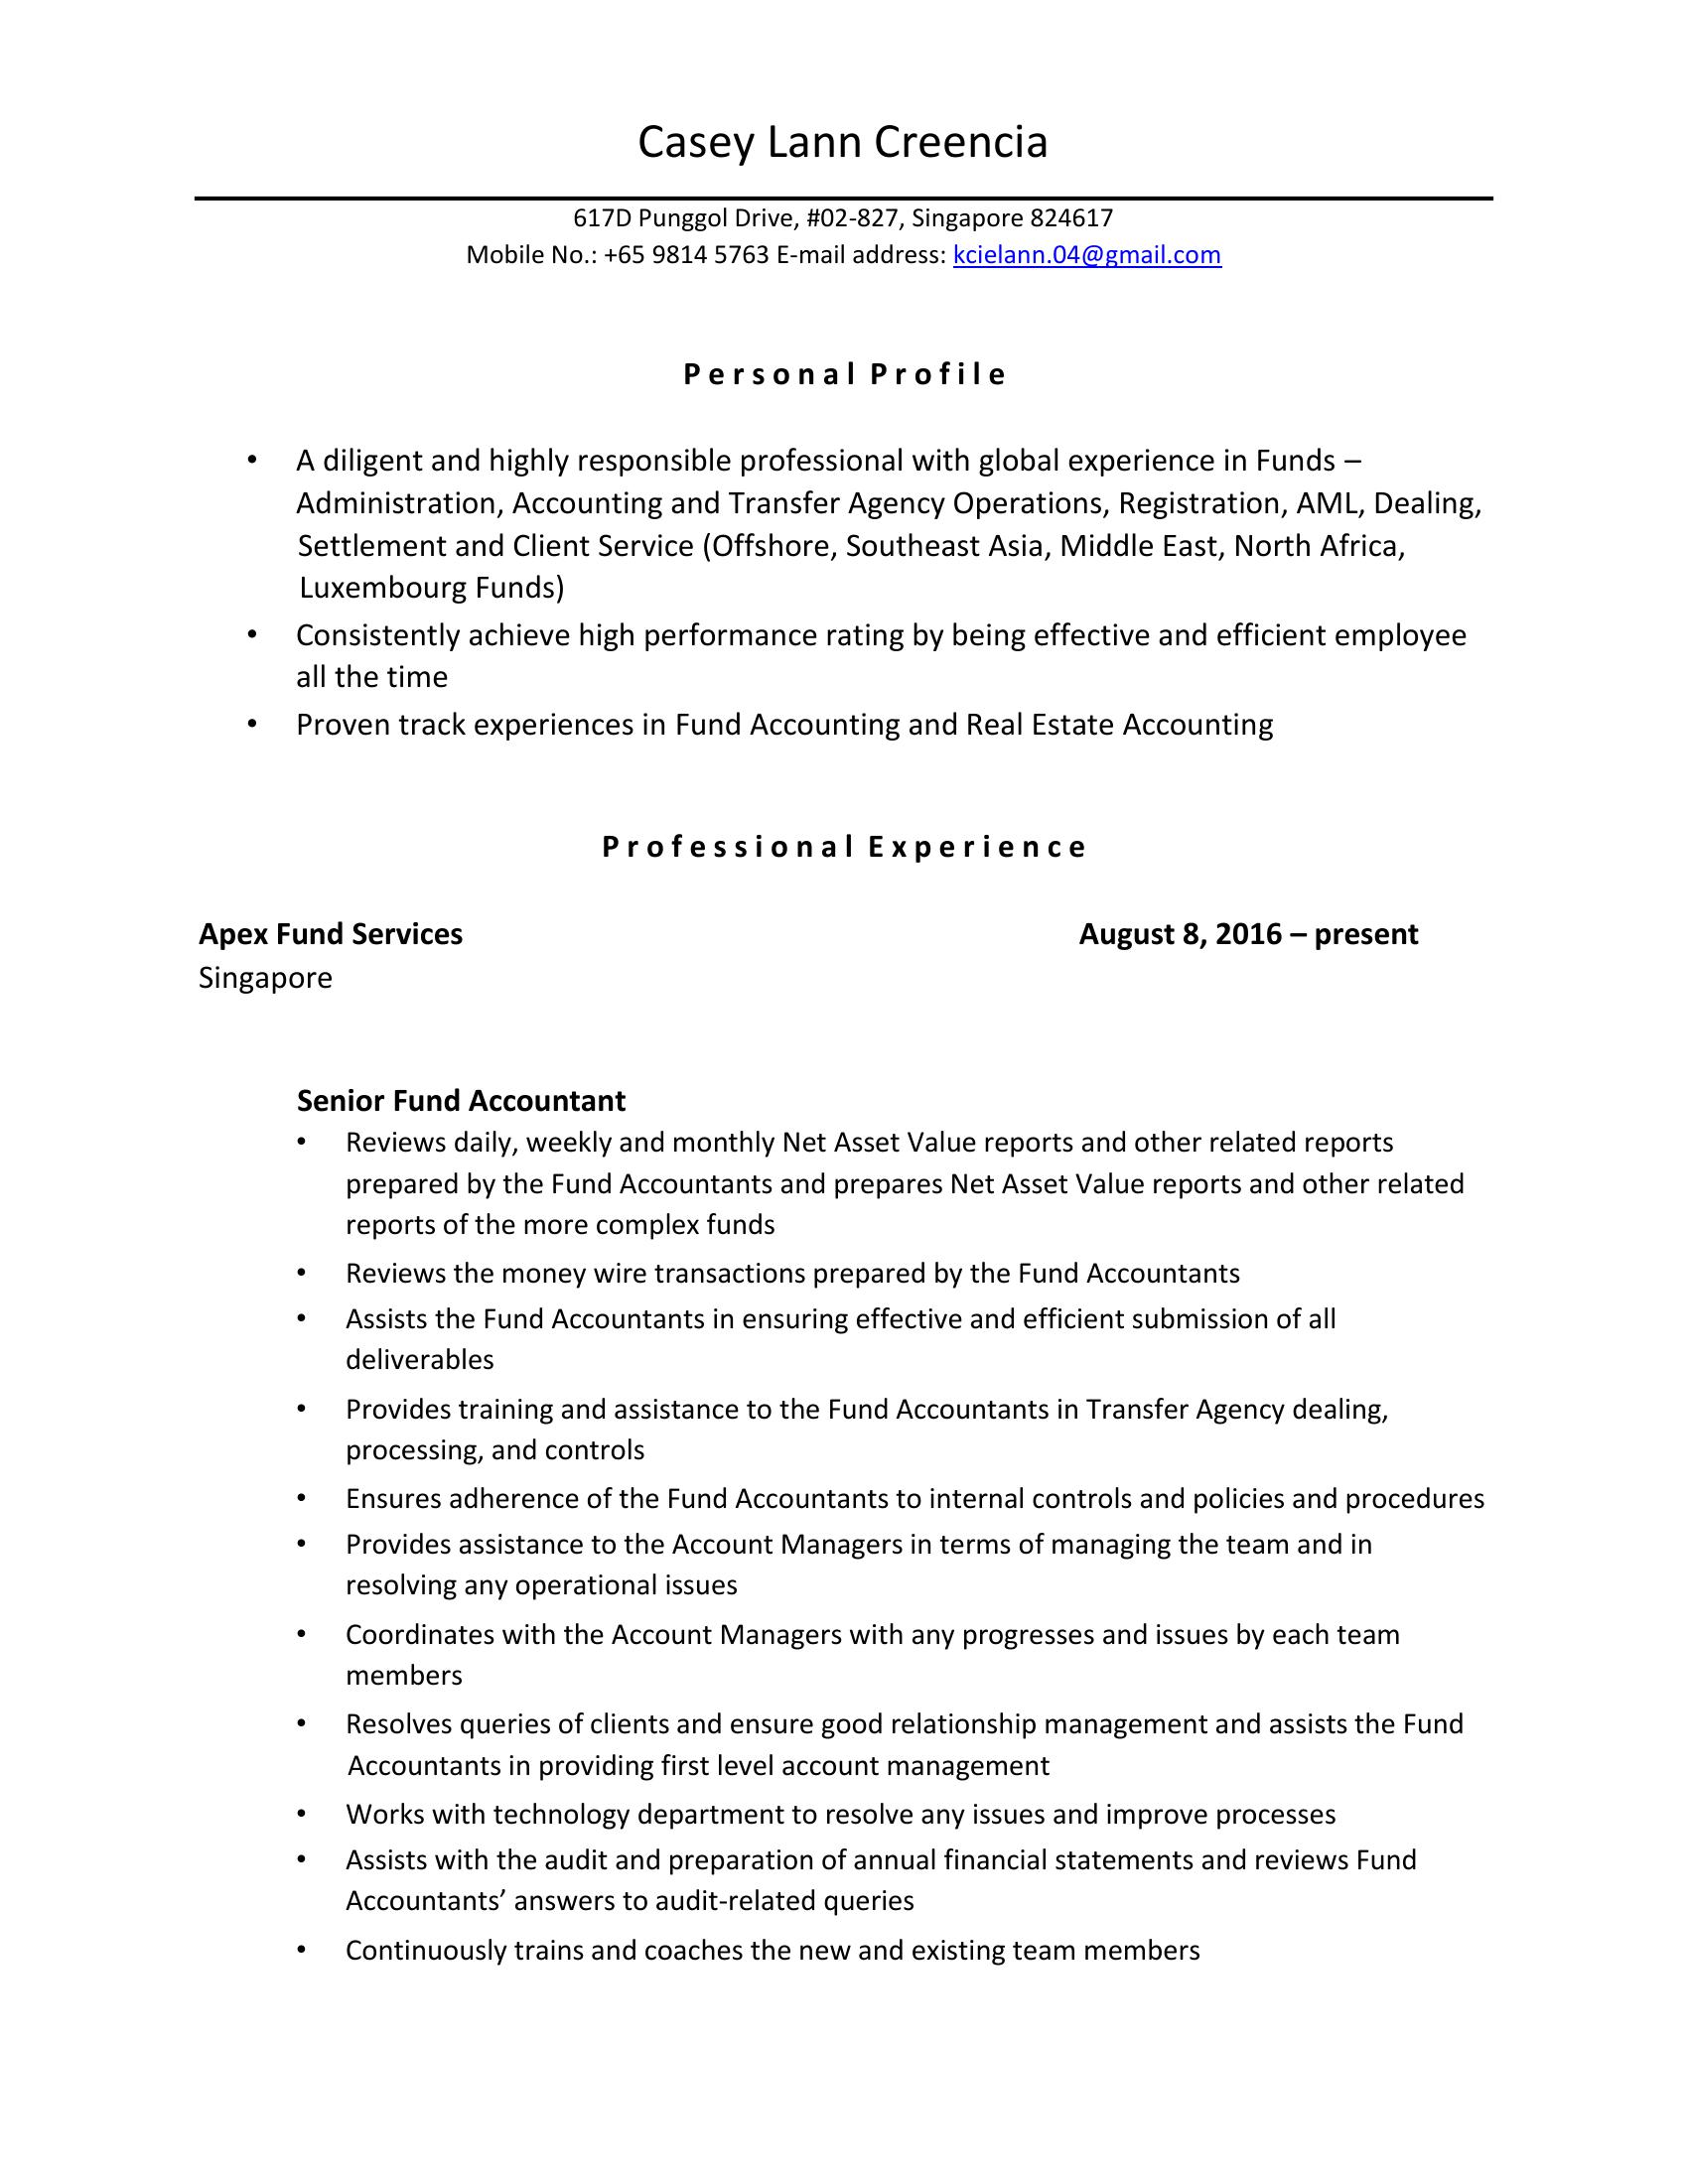 Casey Lann Creencia
617D Punggol Drive, #02-827, Singapore 824617
Mobile No.: +65 9814 5763 E-mail address: kcielann.04@gmail.com
Personal Profile
• A diligent and highly responsible professional with global experience in Funds –
Administration, Accounting and Transfer Agency Operations, Registration, AML, Dealing,
Settlement and Client Service (Offshore, Southeast Asia, Middle East, North Africa,
Luxembourg Funds)
• Consistently achieve high performance rating by being effective and efficient employee
all the time
• Proven track experiences in Fund Accounting and Real Estate Accounting
Professional Experience
Apex Fund Services August 8, 2016 – present
Singapore
Senior Fund Accountant
• Reviews daily, weekly and monthly Net Asset Value reports and other related reports
prepared by the Fund Accountants and prepares Net Asset Value reports and other related
reports of the more complex funds
• Reviews the money wire transactions prepared by the Fund Accountants
• Assists the Fund Accountants in ensuring effective and efficient submission of all
deliverables
• Provides training and assistance to the Fund Accountants in Transfer Agency dealing,
processing, and controls
• Ensures adherence of the Fund Accountants to internal controls and policies and procedures
• Provides assistance to the Account Managers in terms of managing the team and in
resolving any operational issues
• Coordinates with the Account Managers with any progresses and issues by each team
members
• Resolves queries of clients and ensure good relationship management and assists the Fund
Accountants in providing first level account management
• Works with technology department to resolve any issues and improve processes
• Assists with the audit and preparation of annual financial statements and reviews Fund
Accountants’ answers to audit-related queries
• Continuously trains and coaches the new and existing team members